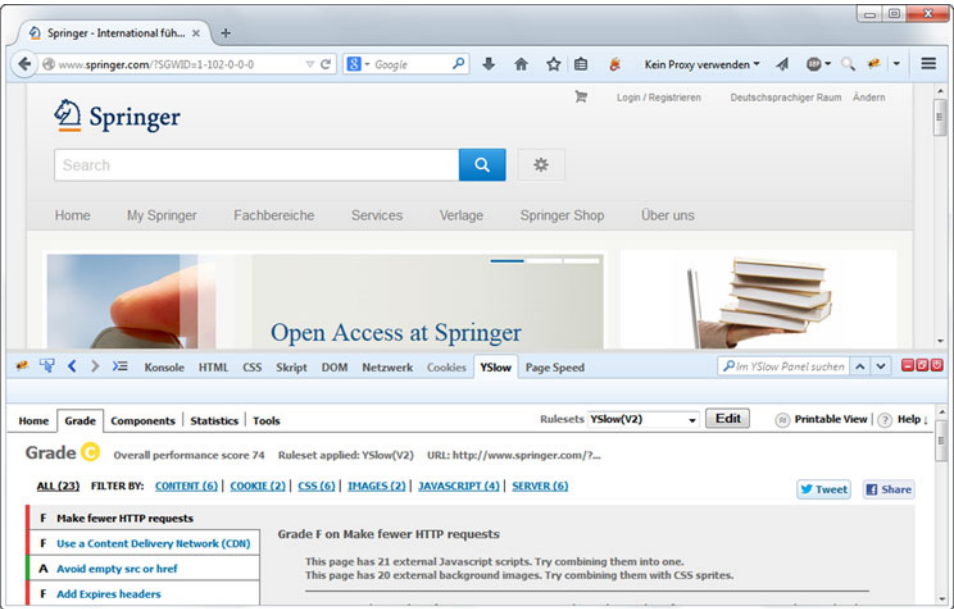 Springer - International füh... ×
www.springer.com/?SGWID=1-102-0-0-0
Google
Kein Proxy verwenden
Login / Registrieren Deutschsprachiger Raum Ändern
Springer
Search
Home My Springer Fachbereiche Services Verlage Springer Shop Über uns
Open Access at Springer
Konsole HTML CSS Skript DOM Netzwerk Cookies YSlow Page Speed
Im YSlow Panel suchen
Home Grade Components Statistics Tools
Rulesets YSlow(V2) Edit Printable View ? Help ↓
Grade C Overall performance score 74 Ruleset applied: YSlow(V2) URL: http://www.springer.com/?...
ALL (23) FILTER BY: CONTENT (6) | COOKIE (2) | CSS (6) | IMAGES (2) | JAVASCRIPT (4) | SERVER (6)
Tweet Share
F Make fewer HTTP requests
F Use a Content Delivery Network (CDN)
A Avoid empty src or href
F Add Expires headers
Grade F on Make fewer HTTP requests
This page has 21 external Javascript scripts. Try combining them into one.
This page has 20 external background images. Try combining them with CSS sprites.